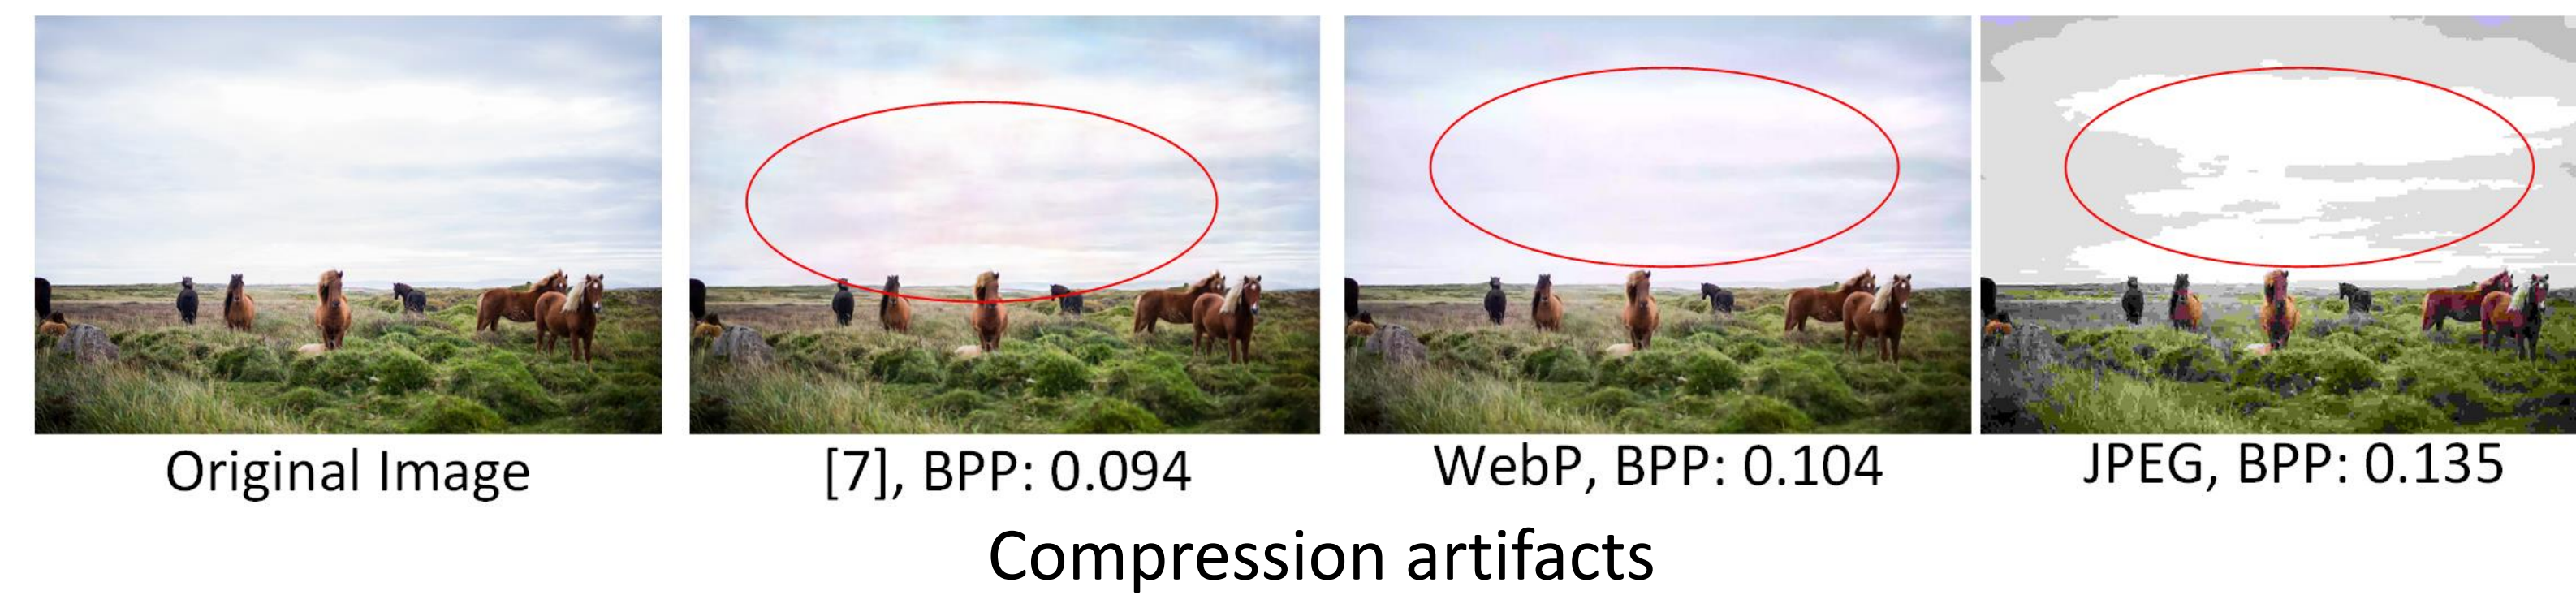 Original Image
[7], BPP: 0.094
WebP, BPP: 0.104
JPEG, BPP: 0.135
Compression artifacts